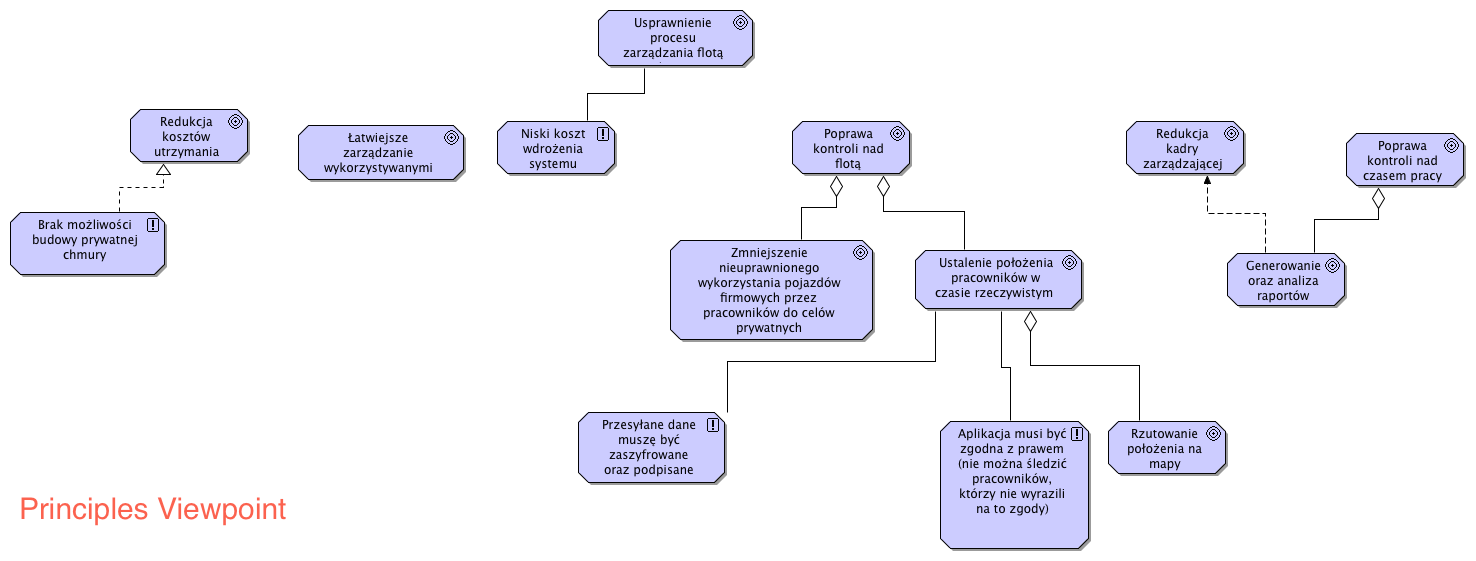 Usprawnienie
procesu
zarządzania flotą
Redukcja
kosztów
utrzymania
Łatwiejsze
zarządzanie
wykorzystywanymi
Niski koszt
wdrożenia
systemu
Poprawa
kontroli nad
flotą
Redukcja
kadry
zarządzającej
Poprawa
kontroli nad
czasem pracy
Brak możliwości
budowy prywatnej
chmury
Zmniejszenie
nieuprawnionego
wykorzystania pojazdów
firmowych przez
pracowników do celów
prywatnych
Ustalenie położenia
pracowników w
czasie rzeczywistym
Generowanie
oraz analiza
raportów
Przesyłane dane
muszę być
zaszyfrowane
oraz podpisane
Aplikacja musi być
zgodna z prawem
(nie można śledzić
pracowników,
którzy nie wyrazili
na to zgody)
Rzutowanie
położenia na
mapy
Principles Viewpoint